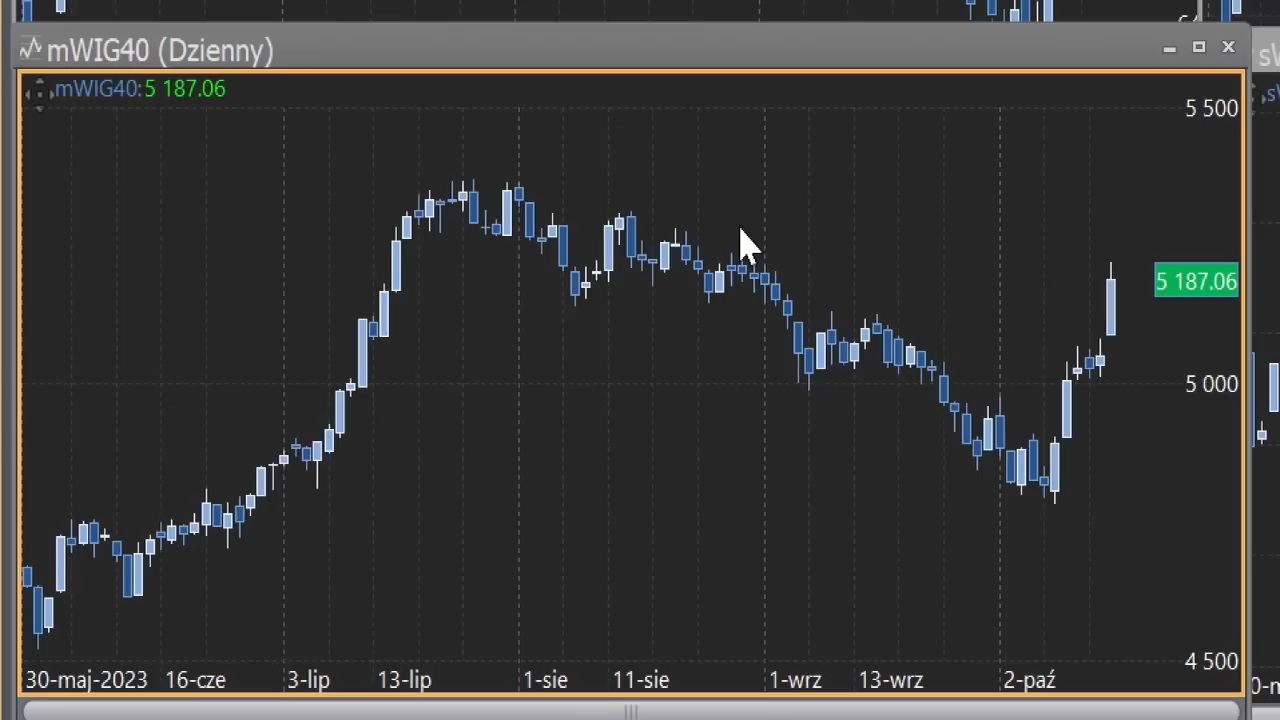 mWIG40 (Dzienny)
mWIG40:5 187.06
5 500
5 187.06
5 000
4 500
30-maj-2023 16-cze 3-lip 13-lip 1-sie 11-sie 1-wrz 13-wrz 2-paź